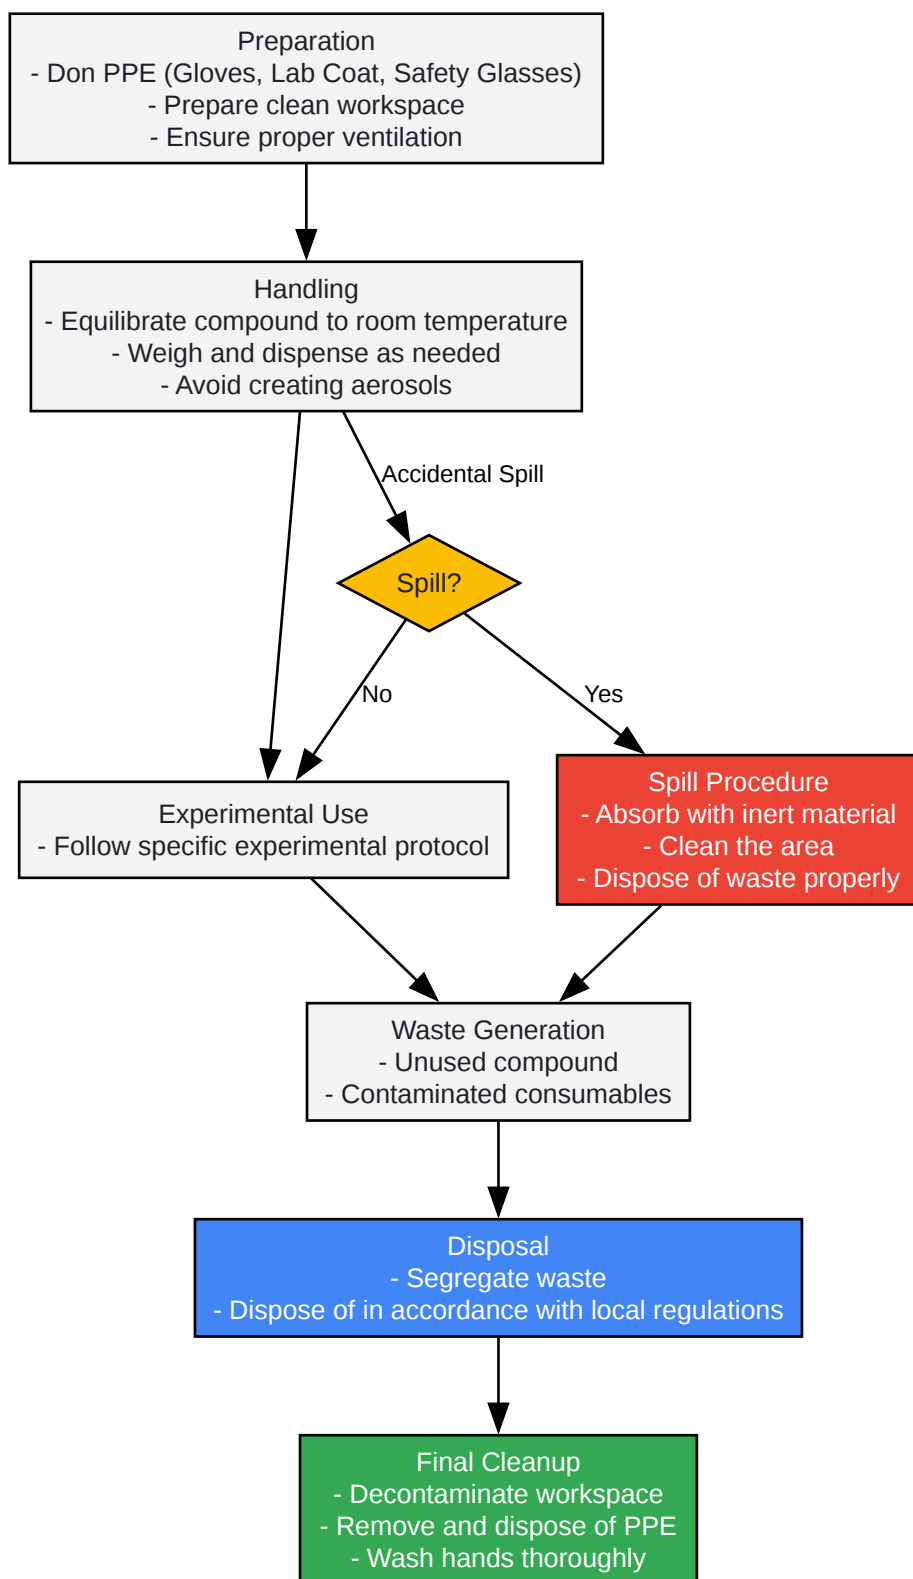 Preparation
- Don PPE (Gloves, Lab Coat, Safety Glasses)
- Prepare clean workspace
- Ensure proper ventilation
Handling
- Equilibrate compound to room temperature
- Weigh and dispense as needed
- Avoid creating aerosols
Accidental Spill
Spill?
No
Yes
Experimental Use
- Follow specific experimental protocol
Spill Procedure
- Absorb with inert material
- Clean the area
- Dispose of waste properly
Waste Generation
- Unused compound
- Contaminated consumables
Disposal
- Segregate waste
- Dispose of in accordance with local regulations
Final Cleanup
- Decontaminate workspace
- Remove and dispose of PPE
- Wash hands thoroughly